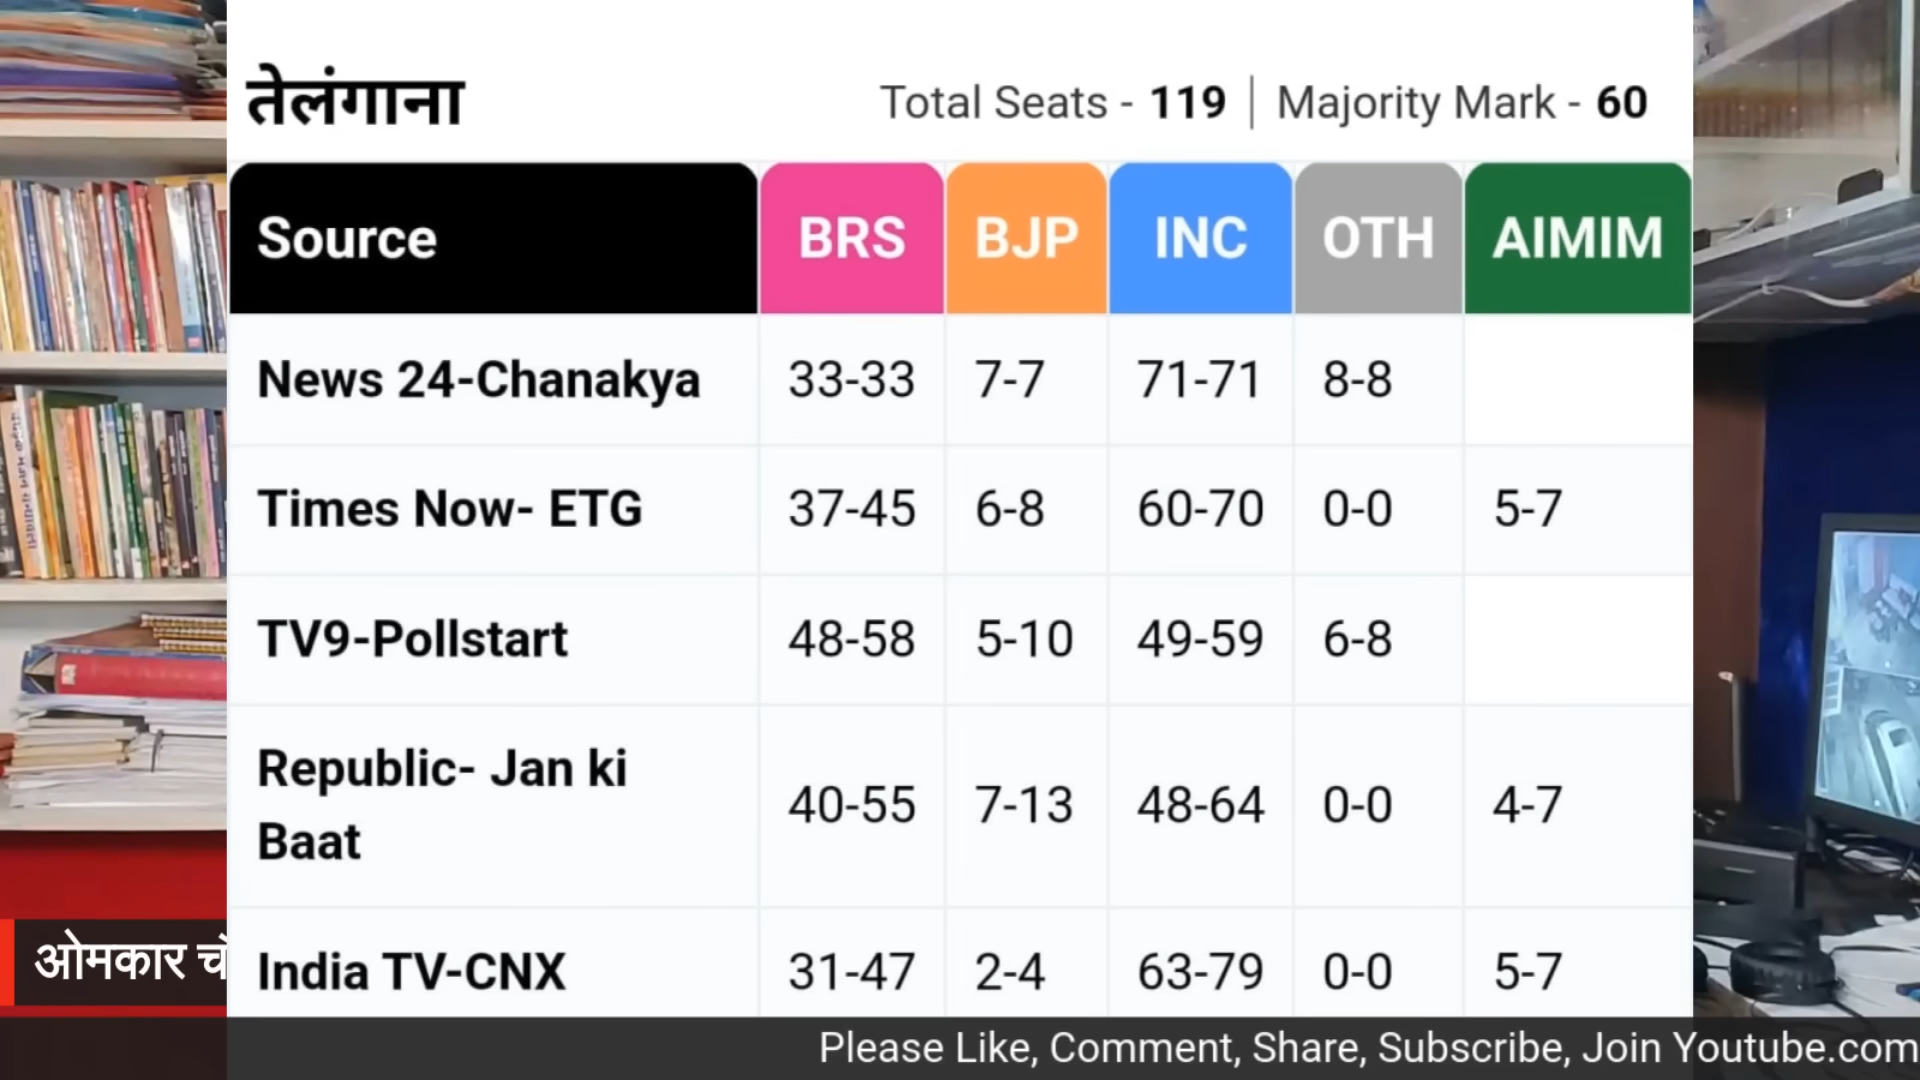 तेलंगाना
Total Seats - 119 | Majority Mark - 60
Source BRS BJP INC OTH AIMIM
News 24-Chanakya 33-33 7-7 71-71 8-8
Times Now- ETG 37-45 6-8 60-70 0-0 5-7
TV9-Pollstart 48-58 5-10 49-59 6-8
Republic- Jan ki
Baat 40-55 7-13 48-64 0-0 4-7
India TV-CNX 31-47 2-4 63-79 0-0 5-7
ओमकार
Please Like, Comment, Share, Subscribe, Join Youtube.com